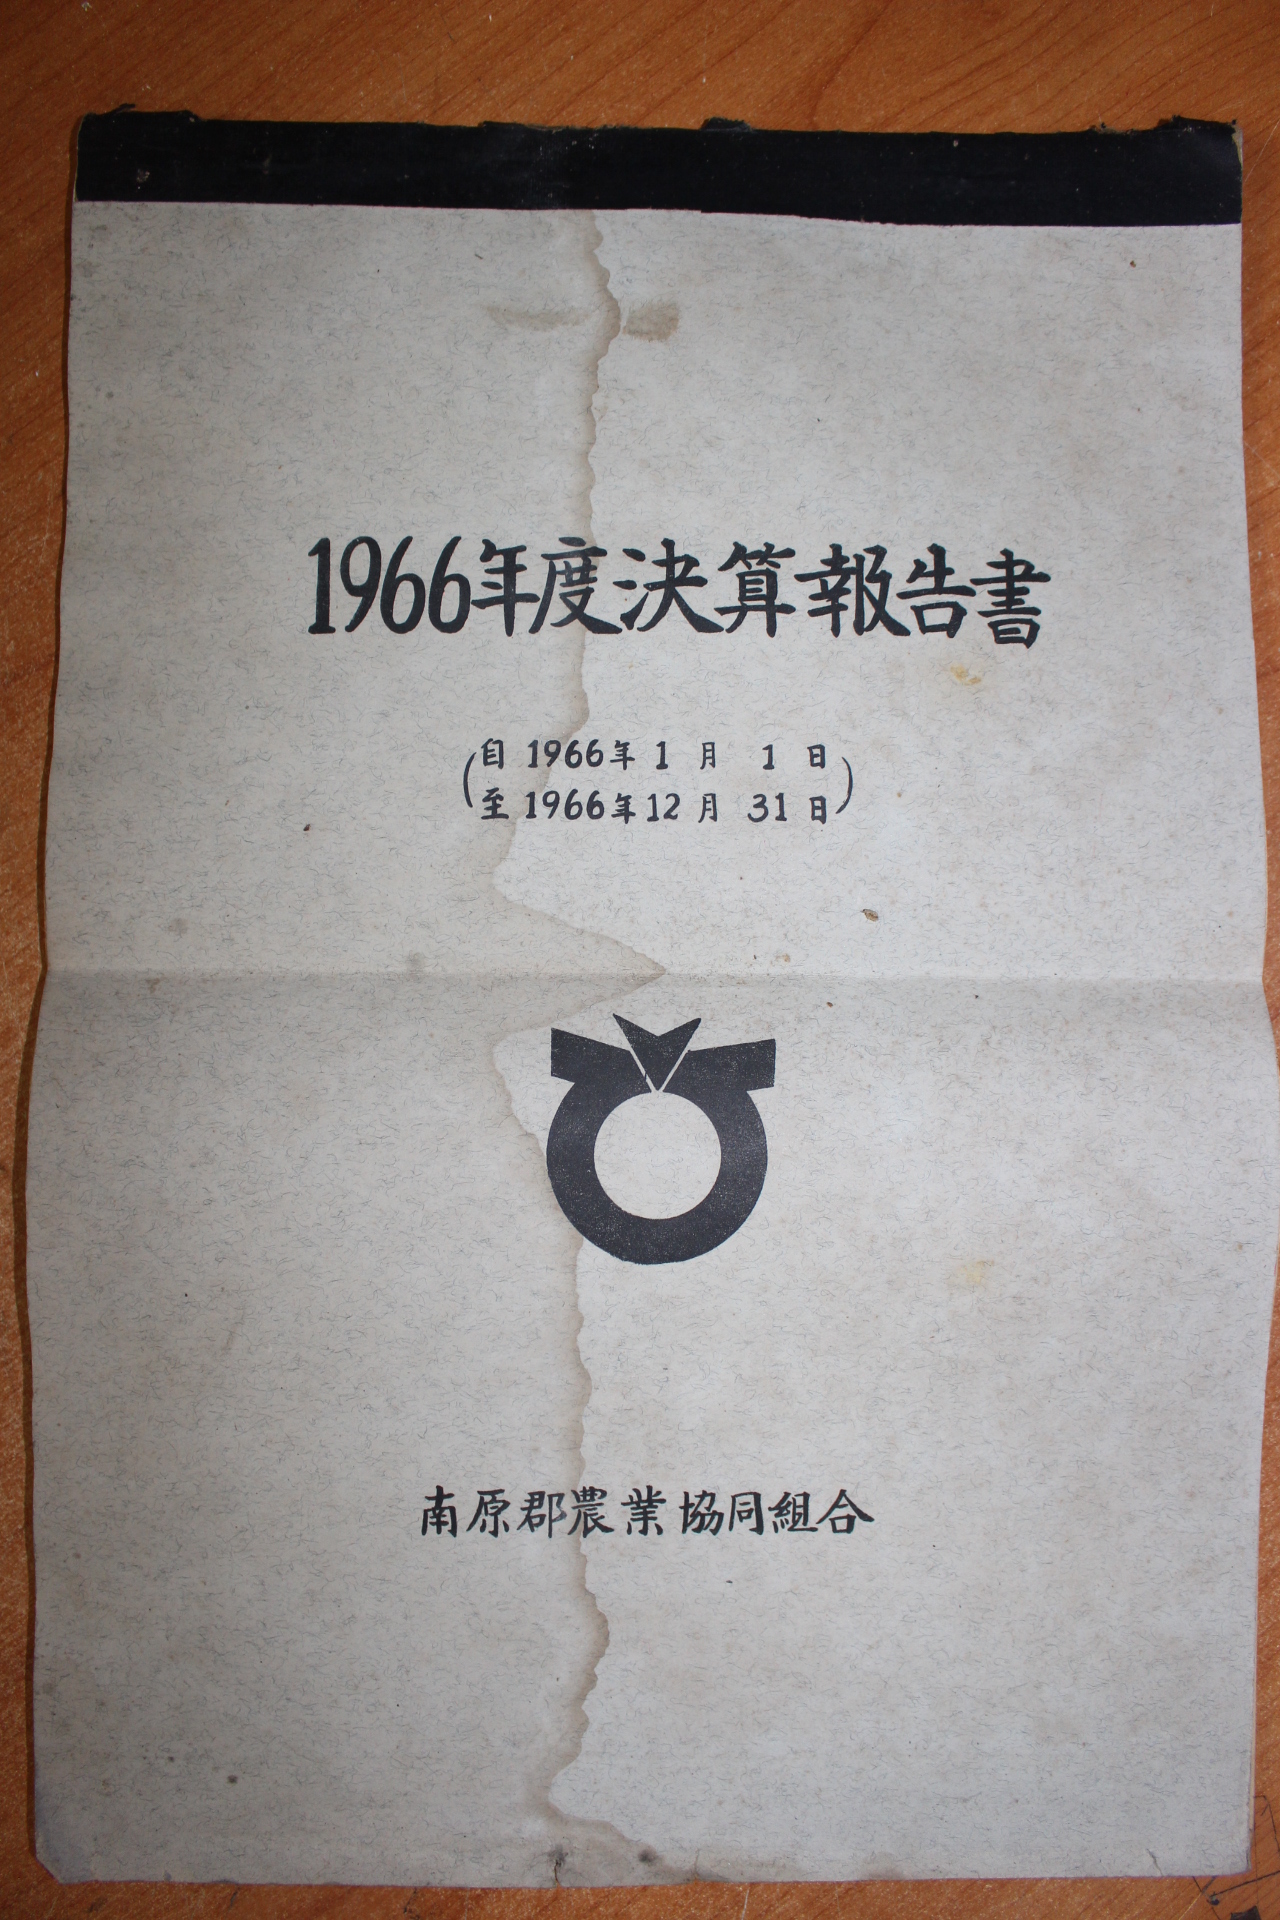 1966年度決算報告書
(自 1966年 1 月 1 日
至 1966年 12 月 31 日)
南原郡農業協同組合